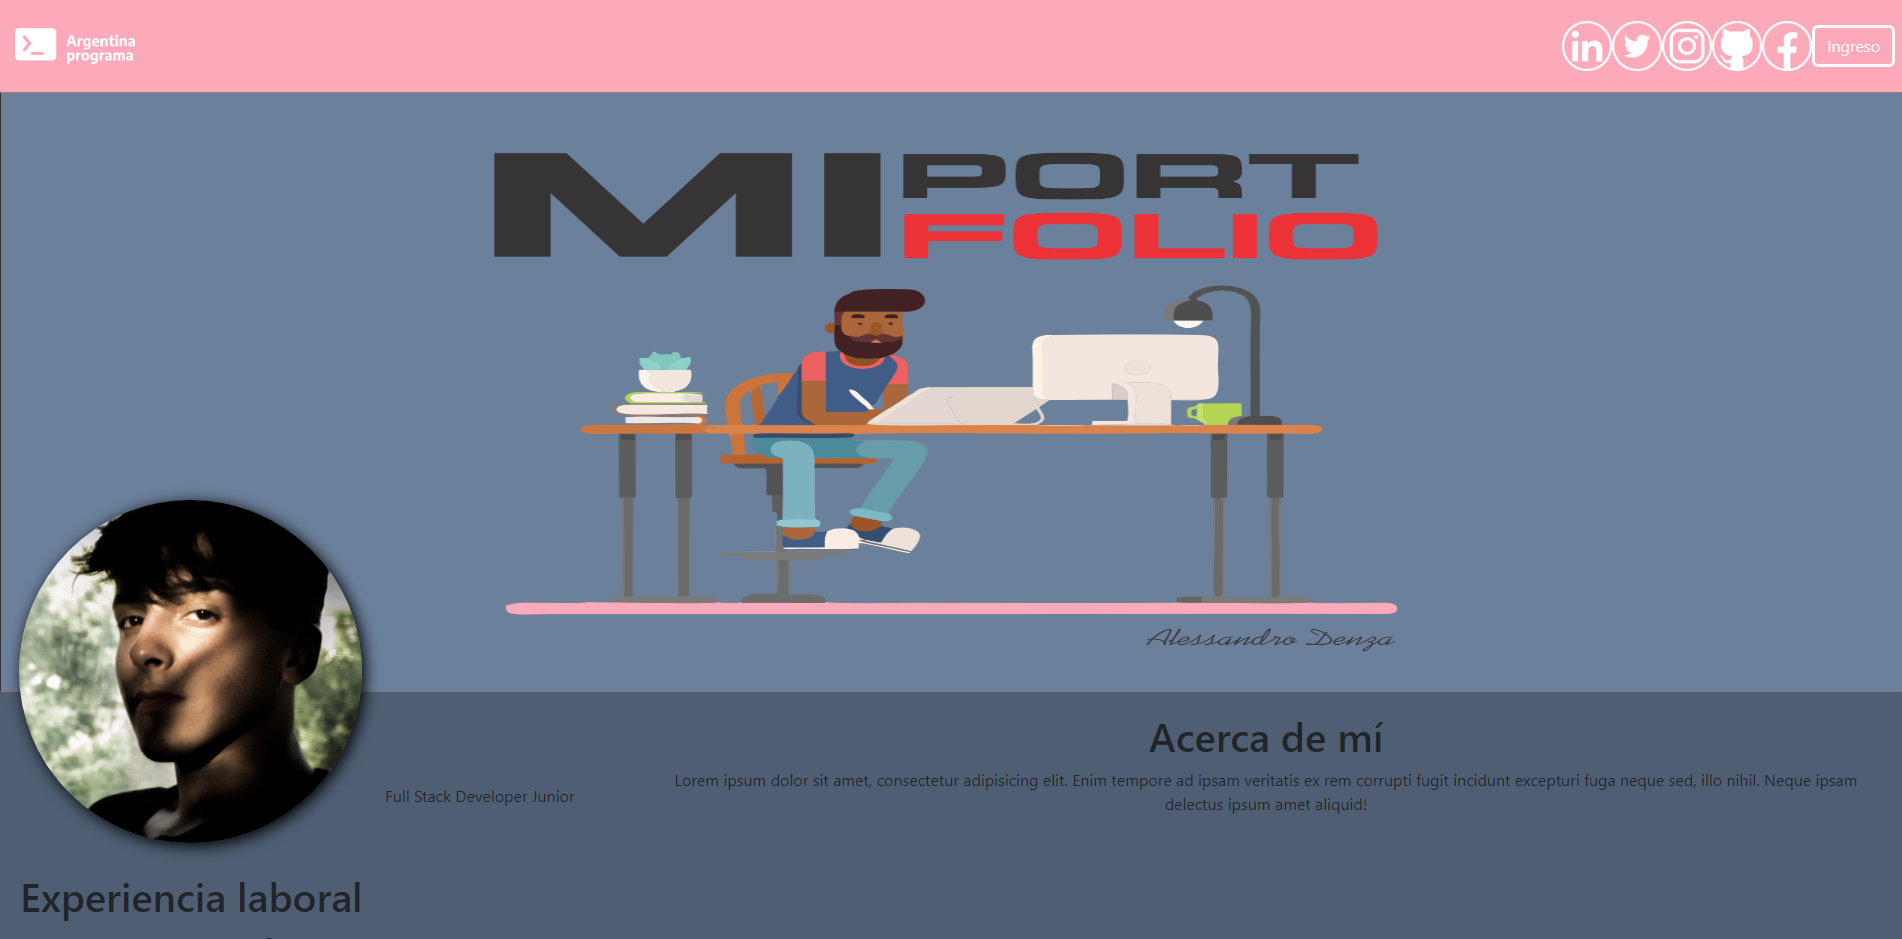 Argentina
programa
Ingreso
MI PORT
FOLIO
Alessandro Denza
Acerca de mí
Lorem ipsum dolor sit amet, consectetur adipisicing elit. Enim tempore ad ipsam veritatis ex rem corrupti fugit incidunt excepturi fuga neque sed, illo nihil. Neque ipsam
delectus ipsum amet aliquid!
Full Stack Developer Junior
Experiencia laboral